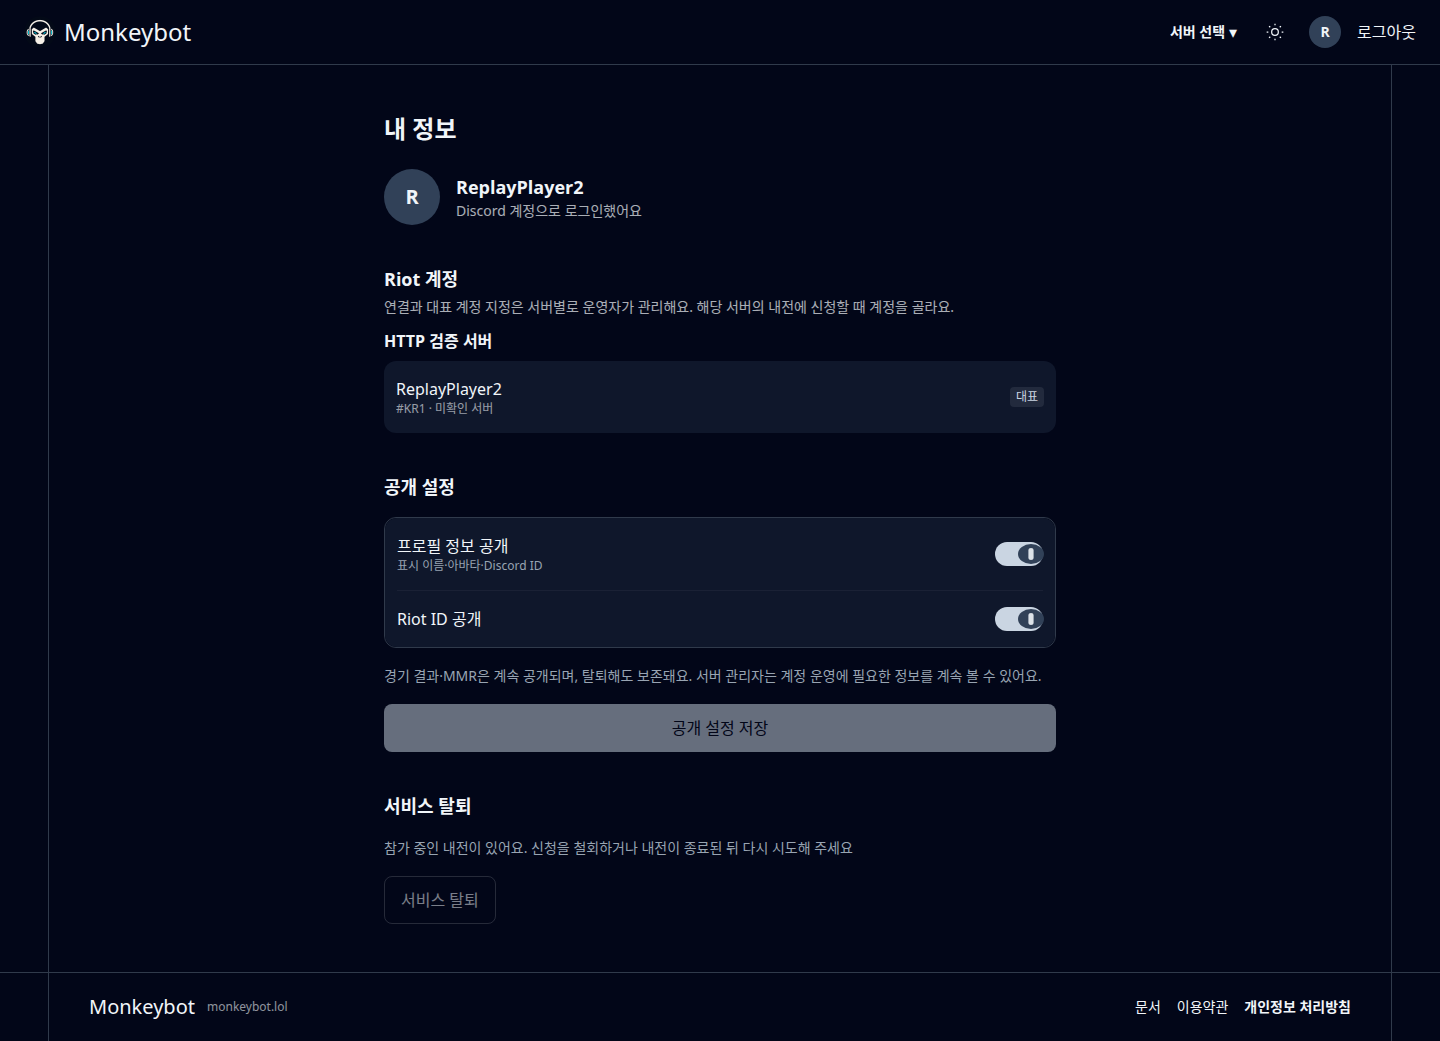 Monkeybot
서버 선택 ▾
R
로그아웃
내 정보
R
ReplayPlayer2
Discord 계정으로 로그인했어요
Riot 계정
연결과 대표 계정 지정은 서버별로 운영자가 관리해요. 해당 서버의 내전에 신청할 때 계정을 골라요.
HTTP 검증 서버
ReplayPlayer2
#KR1 · 미확인 서버
대표
공개 설정
프로필 정보 공개
표시 이름·아바타·Discord ID
Riot ID 공개
경기 결과·MMR은 계속 공개되며, 탈퇴해도 보존돼요. 서버 관리자는 계정 운영에 필요한 정보를 계속 볼 수 있어요.
공개 설정 저장
서비스 탈퇴
참가 중인 내전이 있어요. 신청을 철회하거나 내전이 종료된 뒤 다시 시도해 주세요
서비스 탈퇴
Monkeybot
monkeybot.lol
문서
이용약관
개인정보 처리방침